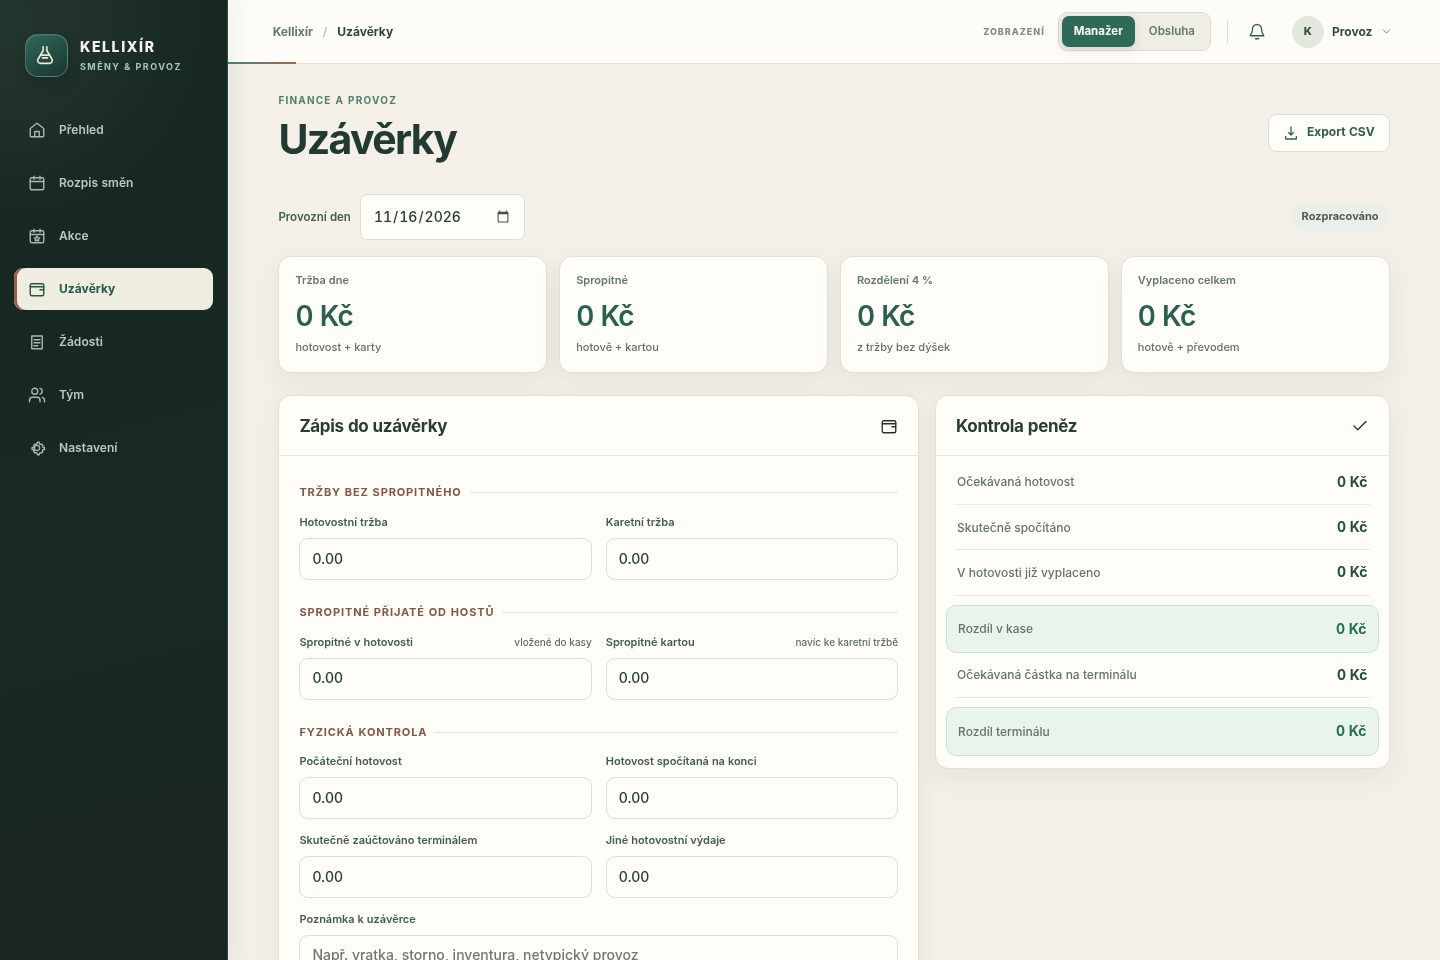 KELLIXÍR
SMĚNY & PROVOZ
Přehled
Rozpis směn
Akce
Uzávěrky
Žádosti
Tým
Nastavení
Kellixír / Uzávěrky
ZOBRAZENÍ
Manažer
Obsluha
K
Provoz
FINANCE A PROVOZ
Uzávěrky
Export CSV
Provozní den
11/16/2026
Rozpracováno
Tržba dne
0 Kč
hotovost + karty
Spropitné
0 Kč
hotově + kartou
Rozdělení 4 %
0 Kč
z tržby bez dýšek
Vyplaceno celkem
0 Kč
hotově + převodem
Zápis do uzávěrky
TRŽBY BEZ SPROPITNÉHO
Hotovostní tržba
0.00
Karetní tržba
0.00
SPROPITNÉ PŘIJATÉ OD HOSTŮ
Spropitné v hotovosti
vložené do kasy
0.00
Spropitné kartou
navíc ke karetní tržbě
0.00
FYZICKÁ KONTROLA
Počáteční hotovost
0.00
Hotovost spočítaná na konci
0.00
Skutečně zaúčtováno terminálem
0.00
Jiné hotovostní výdaje
0.00
Poznámka k uzávěrce
Např. vratka, storno, inventura, netypický provoz
Kontrola peněz
Očekávaná hotovost
0 Kč
Skutečně spočítáno
0 Kč
V hotovosti již vyplaceno
0 Kč
Rozdíl v kase
0 Kč
Očekávaná částka na terminálu
0 Kč
Rozdíl terminálu
0 Kč